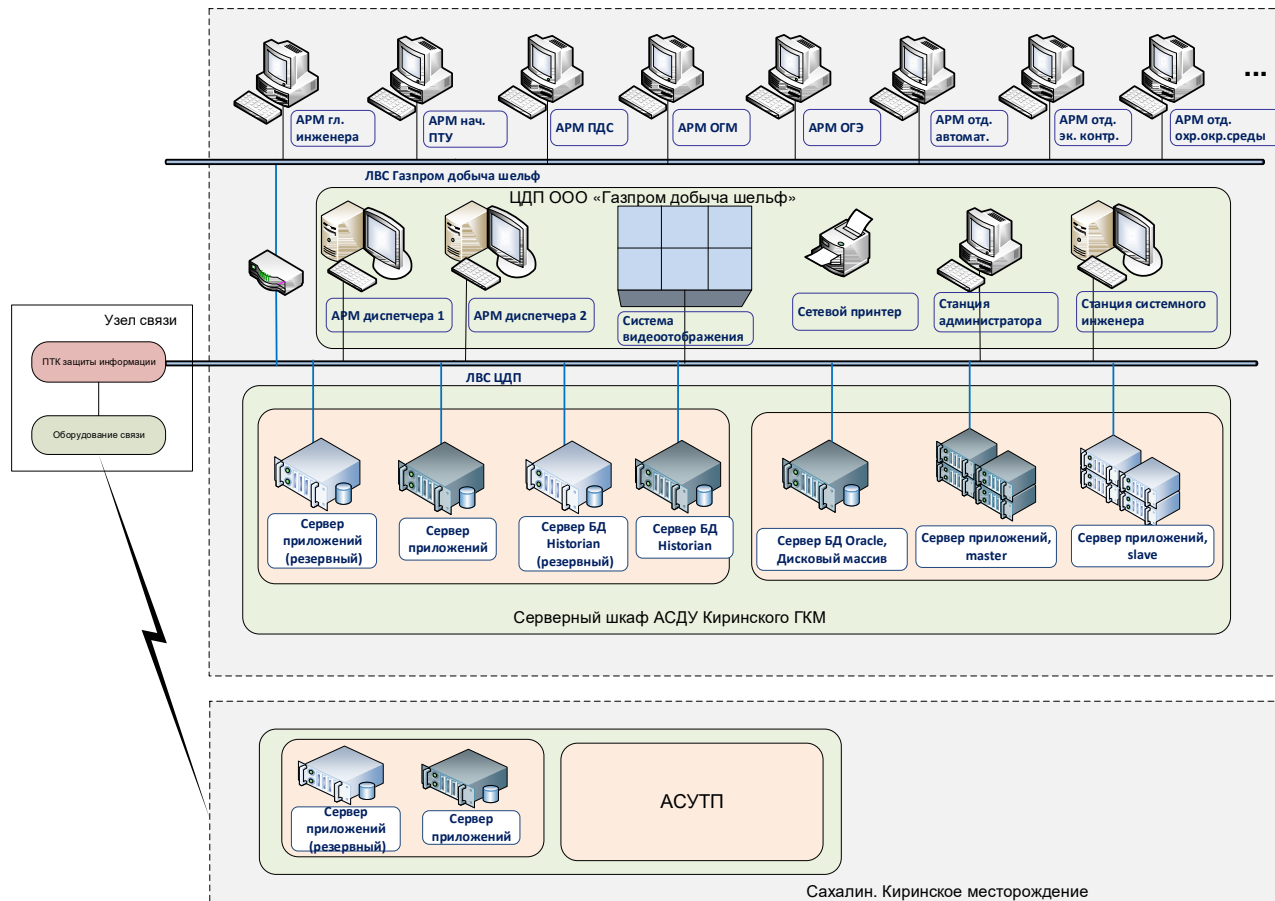 ...
АРМ гл.
инженера
АРМ нач.
ПТУ
АРМ ПДС
АРМ ОГМ
АРМ ОГЭ
АРМ отд.
автомат.
АРМ отд.
эк. контр.
АРМ отд.
охр.окр.среды
ЛВС Газпром добыча шельф
ЦДП ООО «Газпром добыча шельф»
АРМ диспетчера 1
АРМ диспетчера 2
Система
видеоотображения
Сетевой принтер
Станция
администратора
Станция системного
инженера
Узел связи
ПТК защиты информации
Оборудование связи
ЛВС ЦДП
Сервер
приложений
(резервный)
Сервер
приложений
Сервер БД
Historian
(резервный)
Сервер БД
Historian
Сервер БД Oracle,
Дисковый массив
Сервер приложений,
master
Сервер приложений,
slave
Серверный шкаф АСДУ Киринского ГКМ
Сервер
приложений
(резервный)
Сервер
приложений
АСУТП
Сахалин. Киринское месторождение